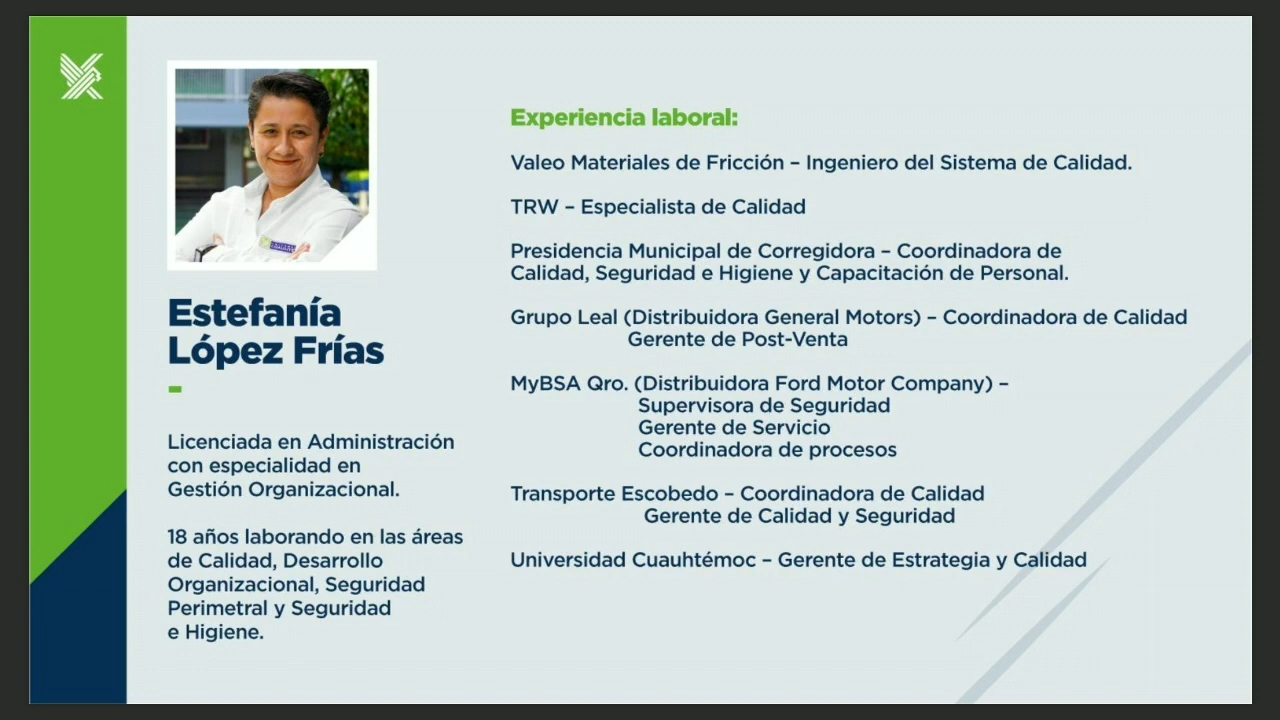 Estefanía
López Frías
Licenciada en Administración
con especialidad en
Gestión Organizacional.
18 años laborando en las áreas
de Calidad, Desarrollo
Organizacional, Seguridad
Perimetral y Seguridad
e Higiene.
Experiencia laboral:
Valeo Materiales de Fricción – Ingeniero del Sistema de Calidad.
TRW – Especialista de Calidad
Presidencia Municipal de Corregidora – Coordinadora de
Calidad, Seguridad e Higiene y Capacitación de Personal.
Grupo Leal (Distribuidora General Motors) – Coordinadora de Calidad
Gerente de Post-Venta
MyBSA Qro. (Distribuidora Ford Motor Company) –
Supervisora de Seguridad
Gerente de Servicio
Coordinadora de procesos
Transporte Escobedo – Coordinadora de Calidad
Gerente de Calidad y Seguridad
Universidad Cuauhtémoc – Gerente de Estrategia y Calidad